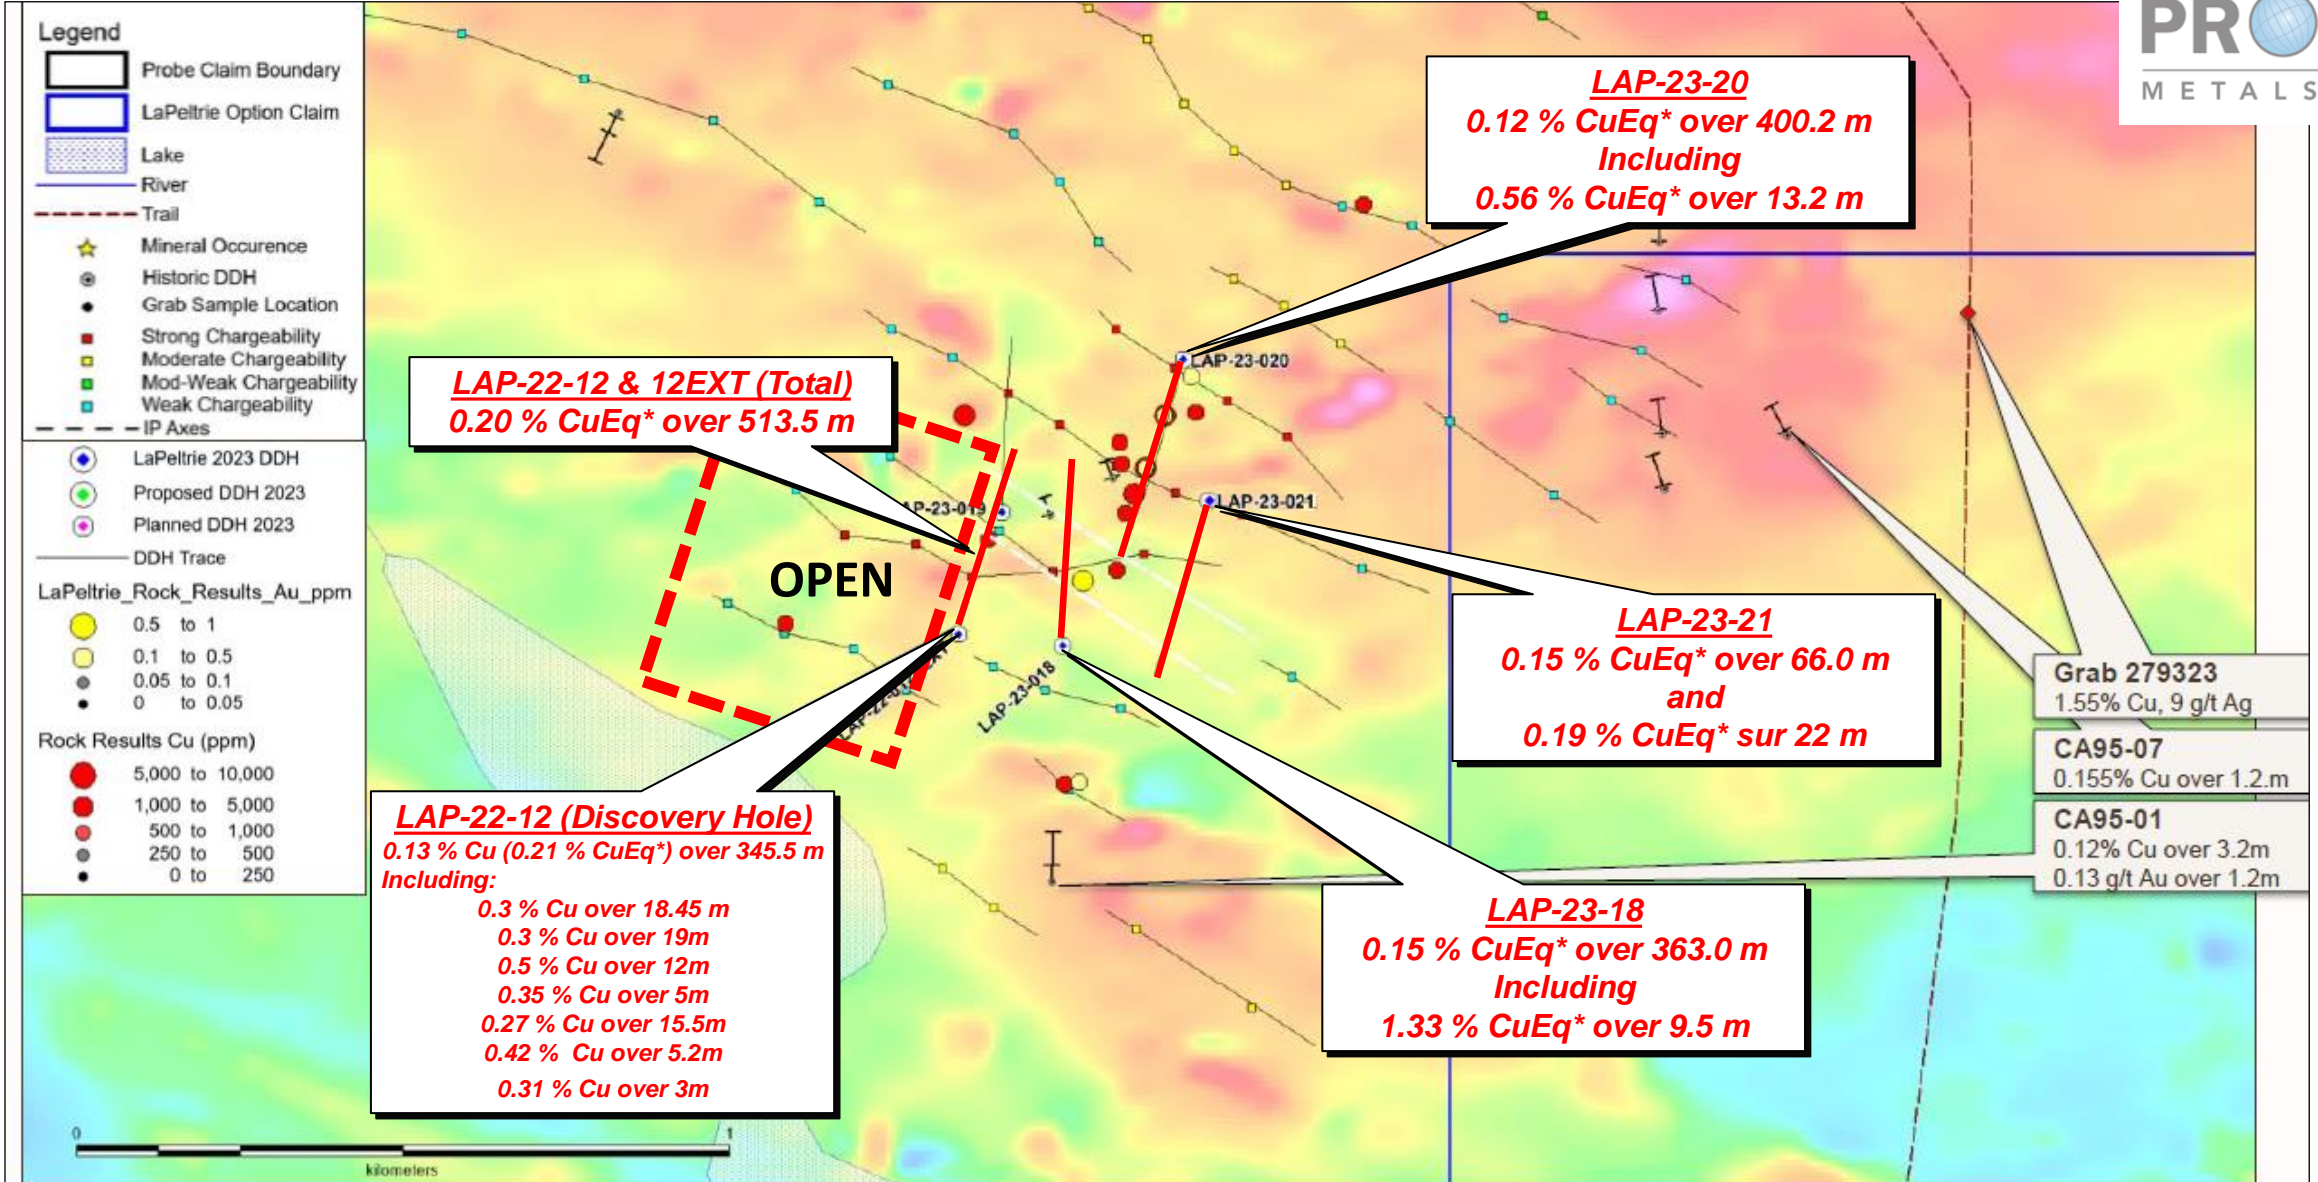 Legend
Probe Claim Boundary
LaPeltrie Option Claim
Lake
River
Trail
Mineral Occurence
Historic DDH
Grab Sample Location
Strong Chargeability
Moderate Chargeability
Mod-Weak Chargeability
Weak Chargeability
IP Axes
LaPeltrie 2023 DDH
Proposed DDH 2023
Planned DDH 2023
DDH Trace
LaPeltrie_Rock_Results_Au_ppm
0.5 to 1
0.1 to 0.5
0.05 to 0.1
0 to 0.05
Rock Results Cu (ppm)
5,000 to 10,000
1,000 to 5,000
500 to 1,000
250 to 500
0 to 250
0 1
kilometers
PRO
METALS
LAP-23-20
0.12 % CuEq* over 400.2 m
Including
0.56 % CuEq* over 13.2 m
LAP-22-12 & 12EXT (Total)
0.20 % CuEq* over 513.5 m
LAP-23-020
AP-23-019
LAP-23-021
OPEN
LAP-23-018
LAP-23-21
0.15 % CuEq* over 66.0 m
and
0.19 % CuEq* sur 22 m
Grab 279323
1.55% Cu, 9 g/t Ag
CA95-07
0.155% Cu over 1.2.m
CA95-01
0.12% Cu over 3.2m
0.13 g/t Au over 1.2m
LAP-22-12 (Discovery Hole)
0.13 % Cu (0.21 % CuEq*) over 345.5 m
Including:
0.3 % Cu over 18.45 m
0.3 % Cu over 19m
0.5 % Cu over 12m
0.35 % Cu over 5m
0.27 % Cu over 15.5m
0.42 % Cu over 5.2m
0.31 % Cu over 3m
LAP-23-18
0.15 % CuEq* over 363.0 m
Including
1.33 % CuEq* over 9.5 m